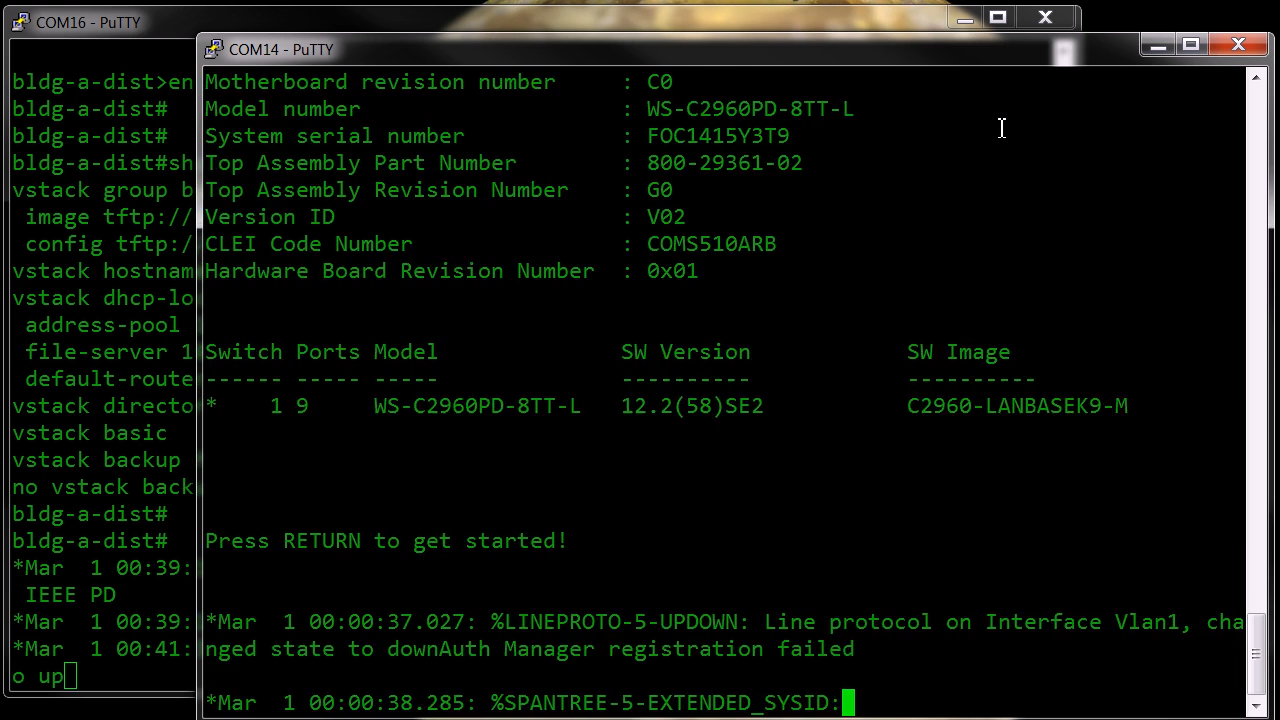 COM16 - PuTTY
COM14 - PuTTY
bldg-a-dist>en
bldg-a-dist#
bldg-a-dist#
bldg-a-dist#sh
vstack group b
image tftp://
config tftp:/
vstack hostnam
vstack dhcp-lo
address-pool
file-server 1
default-route
vstack directo
vstack basic
vstack backup
no vstack back
bldg-a-dist#
bldg-a-dist#
*Mar 1 00:39:
IEEE PD
*Mar 1 00:39:
*Mar 1 00:41:
o up
Motherboard revision number : C0
Model number : WS-C2960PD-8TT-L
System serial number : FOC1415Y3T9
Top Assembly Part Number : 800-29361-02
Top Assembly Revision Number : G0
Version ID : V02
CLEI Code Number : COMS510ARB
Hardware Board Revision Number : 0x01
Switch Ports Model SW Version SW Image
------ ----- ----- ---------- ----------
* 1 9 WS-C2960PD-8TT-L 12.2(58)SE2 C2960-LANBASEK9-M
Press RETURN to get started!
*Mar 1 00:00:37.027: %LINEPROTO-5-UPDOWN: Line protocol on Interface Vlan1, cha
nged state to downAuth Manager registration failed
*Mar 1 00:00:38.285: %SPANTREE-5-EXTENDED_SYSID: